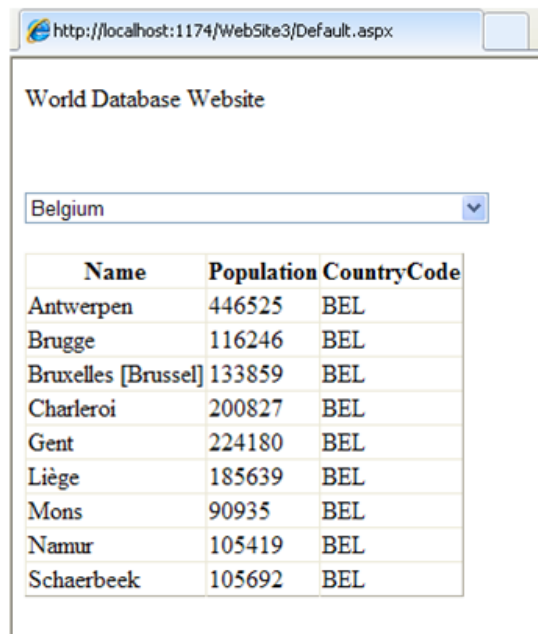 http://localhost:1174/WebSite3/Default.aspx
World Database Website
Belgium
Name Population CountryCode
Antwerpen 446525 BEL
Brugge 116246 BEL
Bruxelles [Brussel] 133859 BEL
Charleroi 200827 BEL
Gent 224180 BEL
Liège 185639 BEL
Mons 90935 BEL
Namur 105419 BEL
Schaerbeek 105692 BEL